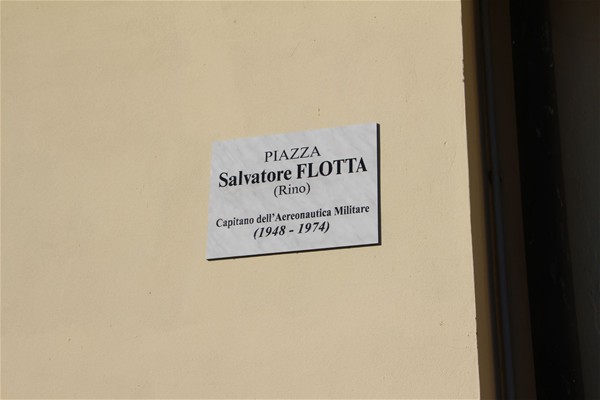 PIAZZA
Salvatore FLOTTA
(Rino)
Capitano dell'Aereonautica Militare
(1948 - 1974)